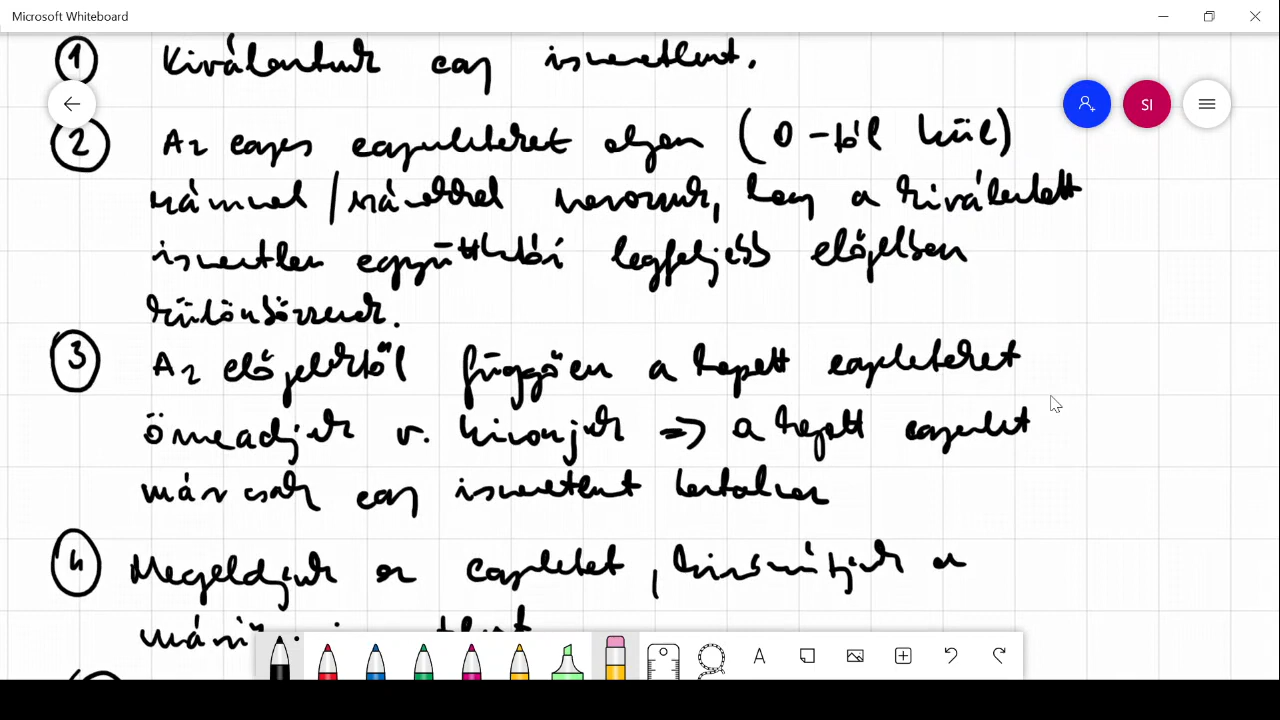 Microsoft Whiteboard
1 Kiválasztunk egy ismeretlent.
SI
2 Az egyes egyenleteket olyan (0-tól kül)
számmal / számokkal szorozzuk, hogy a kiválasztott
ismeretlen együtthatói legfeljebb előjelben
különbözzenek.
3 Az előjelektől függően a kapott egyenleteket
összeadjuk v. kivonjuk => a kapott egyenlet
már csak egy ismeretlent tartalmaz
4 Megoldjuk az egyenletet, kiszámítjuk a
A